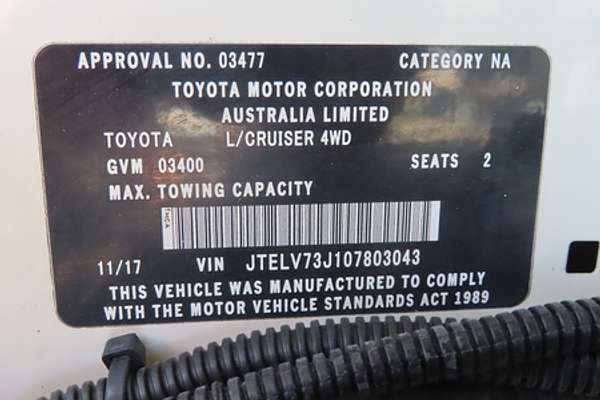 APPROVAL NO. 03477 CATEGORY NA
TOYOTA MOTOR CORPORATION
AUSTRALIA LIMITED
TOYOTA L/CRUISER 4WD
GVM 03400 SEATS 2
MAX. TOWING CAPACITY
TMCA
11/17 VIN JTELV73J107803043
THIS VEHICLE WAS MANUFACTURED TO COMPLY
WITH THE MOTOR VEHICLE STANDARDS ACT 1989